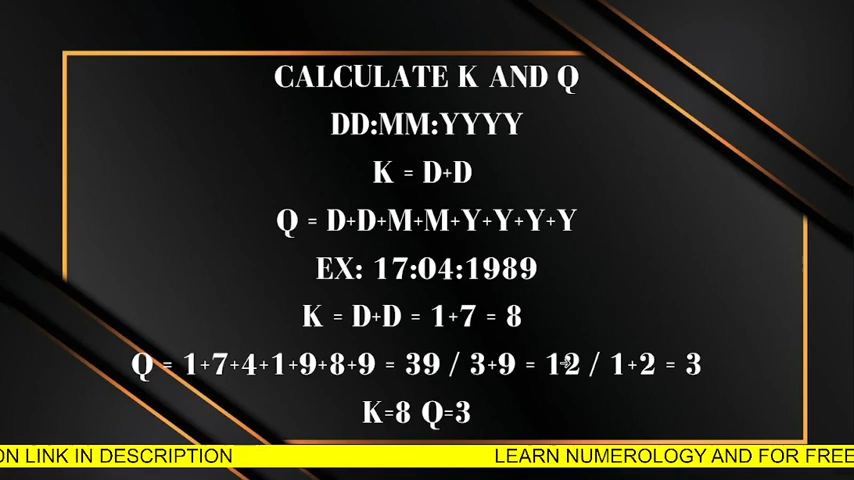 CALCULATE K AND Q
DD:MM:YYYY
K = D+D
Q = D+D+M+M+Y+Y+Y+Y
EX: 17:04:1989
K = D+D = 1+7 = 8
Q = 1+7+4+1+9+8+9 = 39 / 3+9 = 12 / 1+2 = 3
K=8 Q=3
ON LINK IN DESCRIPTION LEARN NUMEROLOGY AND FOR FREE